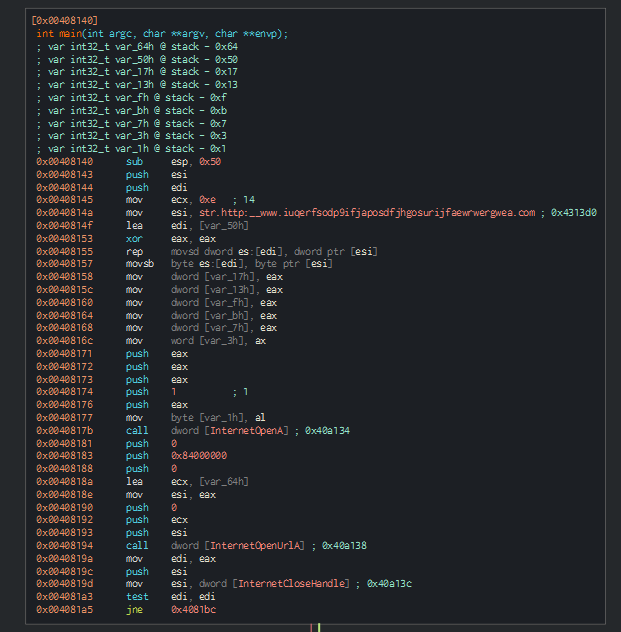 [0x00408140]
int main(int argc, char **argv, char **envp);
; var int32_t var_64h @ stack - 0x64
; var int32_t var_50h @ stack - 0x50
; var int32_t var_17h @ stack - 0x17
; var int32_t var_13h @ stack - 0x13
; var int32_t var_fh @ stack - 0xf
; var int32_t var_bh @ stack - 0xb
; var int32_t var_7h @ stack - 0x7
; var int32_t var_3h @ stack - 0x3
; var int32_t var_1h @ stack - 0x1
0x00408140 sub esp, 0x50
0x00408143 push esi
0x00408144 push edi
0x00408145 mov ecx, 0xe ; 14
0x0040814a mov esi, str.http:__www.iuqerfsodp9ifjaposdfjhgosurijfaewrwergwea.com ; 0x4313d0
0x0040814f lea edi, [var_50h]
0x00408153 xor eax, eax
0x00408155 rep movsd dword es:[edi], dword ptr [esi]
0x00408157 movsb byte es:[edi], byte ptr [esi]
0x00408158 mov dword [var_17h], eax
0x0040815c mov dword [var_13h], eax
0x00408160 mov dword [var_fh], eax
0x00408164 mov dword [var_bh], eax
0x00408168 mov dword [var_7h], eax
0x0040816c mov word [var_3h], ax
0x00408171 push eax
0x00408172 push eax
0x00408173 push eax
0x00408174 push 1 ; 1
0x00408176 push eax
0x00408177 mov byte [var_1h], al
0x0040817b call dword [InternetOpenA] ; 0x40a134
0x00408181 push 0
0x00408183 push 0x84000000
0x00408188 push 0
0x0040818a lea ecx, [var_64h]
0x0040818e mov esi, eax
0x00408190 push 0
0x00408192 push ecx
0x00408193 push esi
0x00408194 call dword [InternetOpenUrlA] ; 0x40a138
0x0040819a mov edi, eax
0x0040819c push esi
0x0040819d mov esi, dword [InternetCloseHandle] ; 0x40a13c
0x004081a3 test edi, edi
0x004081a5 jne 0x4081bc